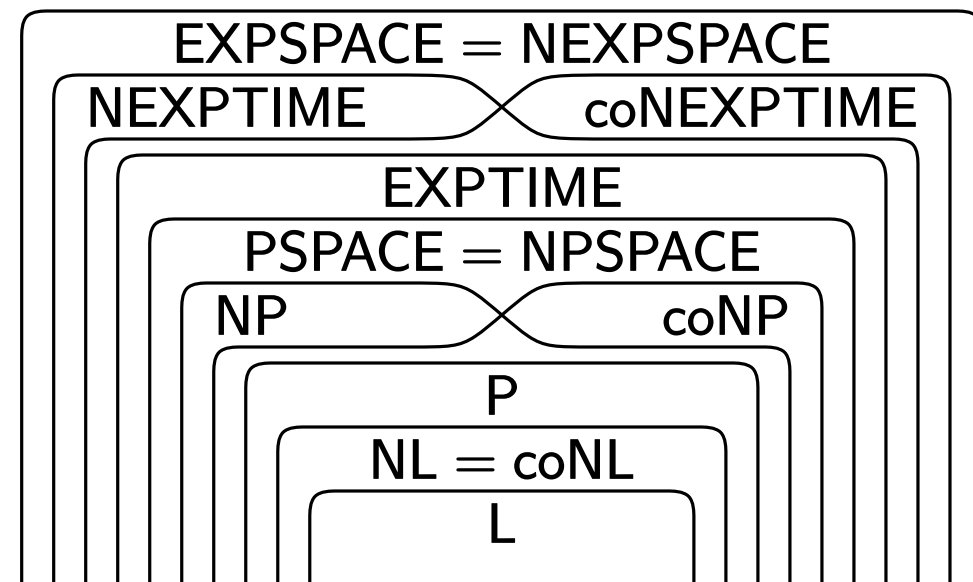 EXPSPACE = NEXPSPACE
NEXPTIME coNEXPTIME
EXPTIME
PSPACE = NPSPACE
NP coNP
P
NL = coNL
L